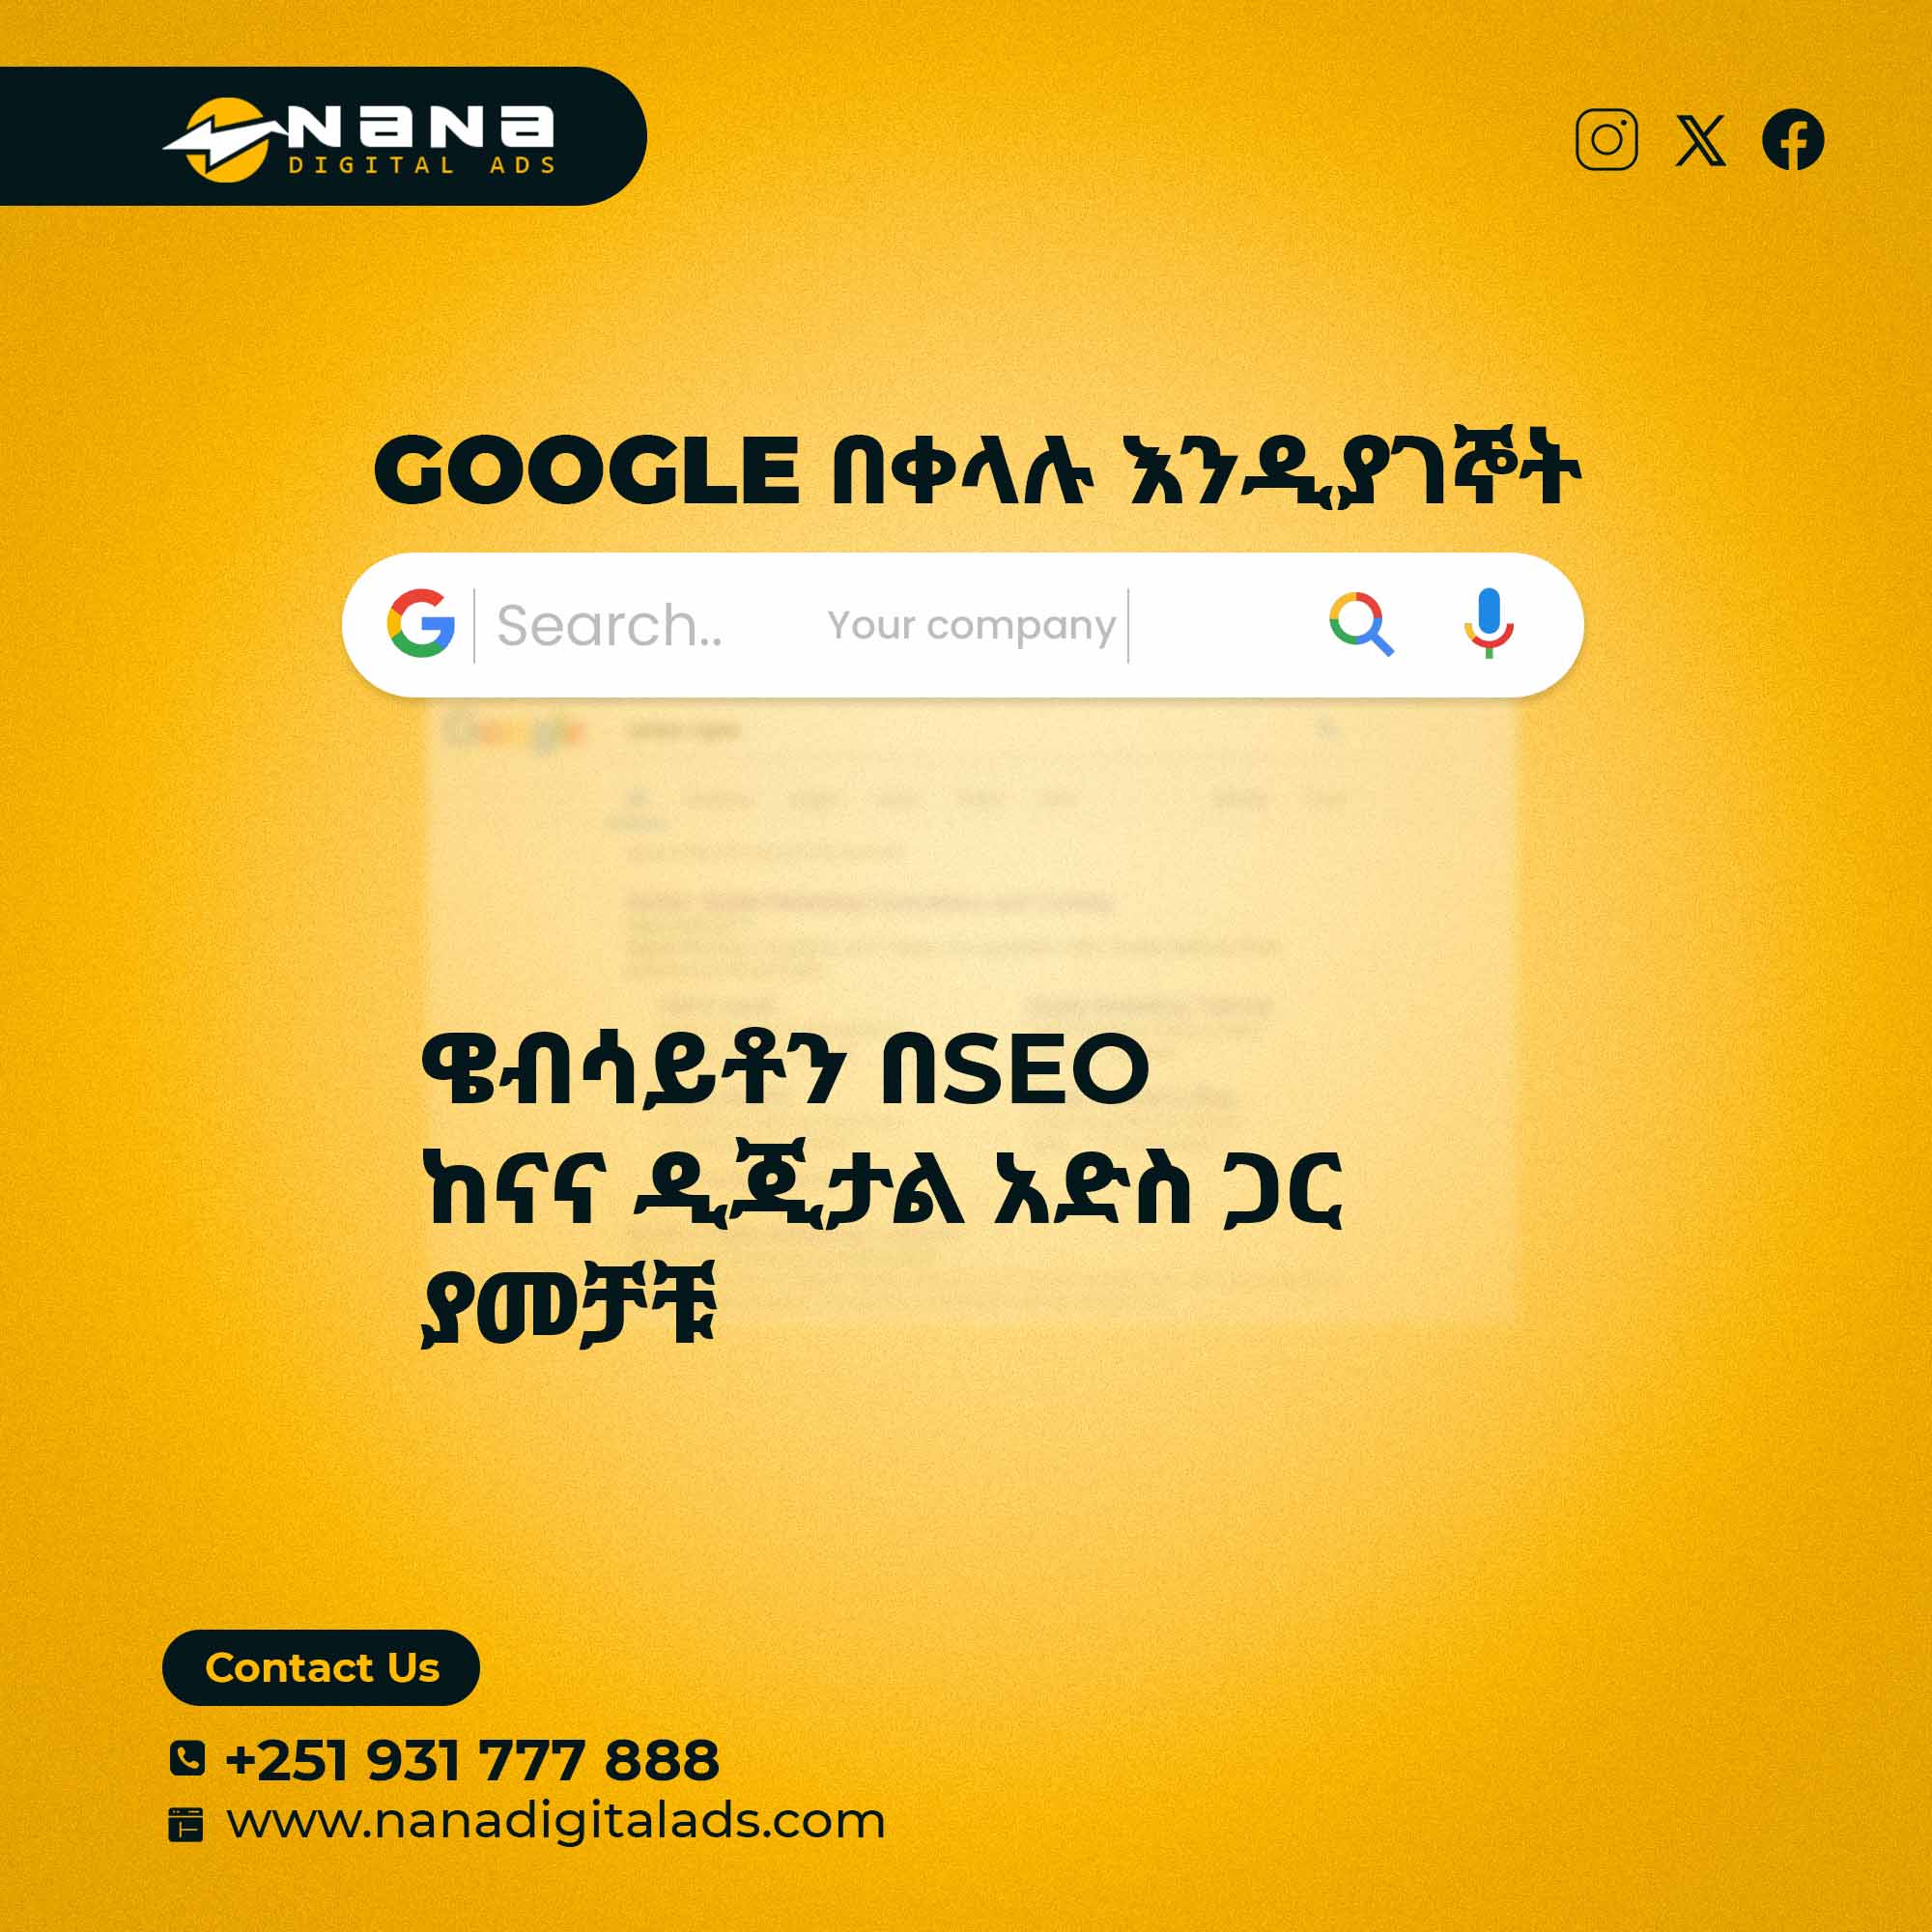 NANA
DIGITAL ADS
GOOGLE በቀላሉ እንዲያገኞት
Search.. Your company
ዌብሳይቶን በSEO
ከናና ዲጂታል አድስ ጋር
ያመቻቹ
Contact Us
+251 931 777 888
www.nanadigitalads.com